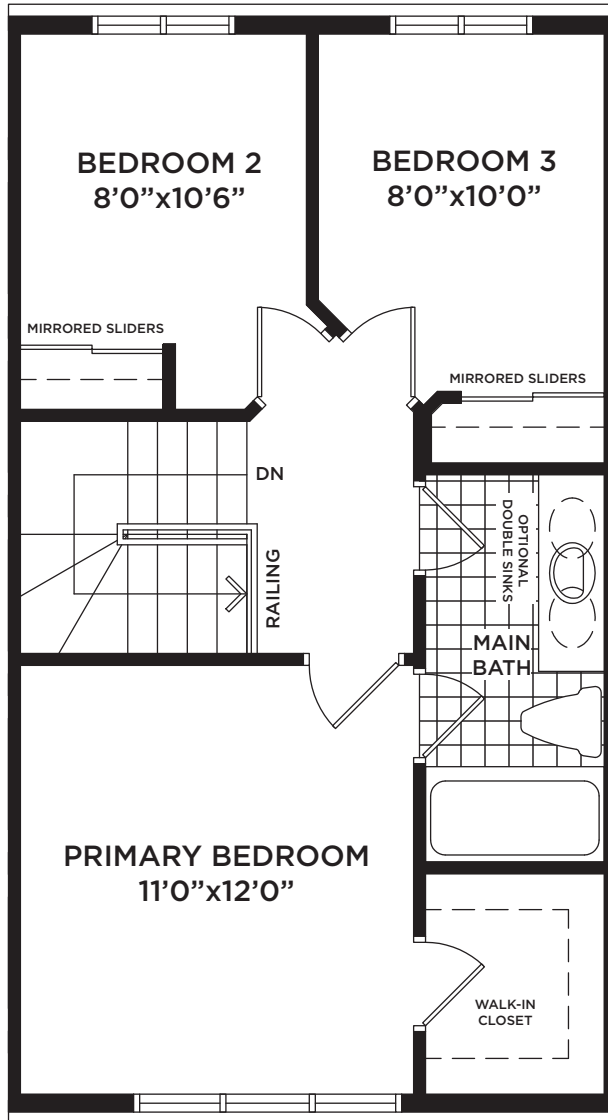 BEDROOM 2
8’0”x10’6”
BEDROOM 3
8’0”x10’0”
MIRRORED SLIDERS
MIRRORED SLIDERS
DN
RAILING
OPTIONAL
DOUBLE SINKS
MAIN
BATH
PRIMARY BEDROOM
11’0”x12’0”
WALK-IN
CLOSET